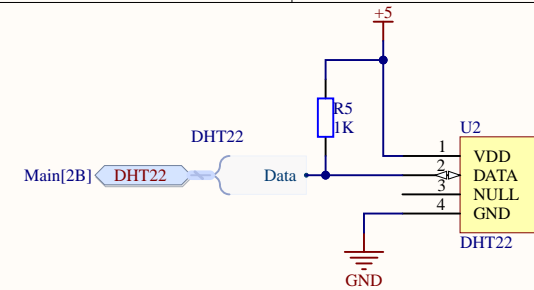 +5
R5
1K
DHT22
Main[2B]
DHT22
Data
U2
1
VDD
2
DATA
3
NULL
4
GND
DHT22
GND